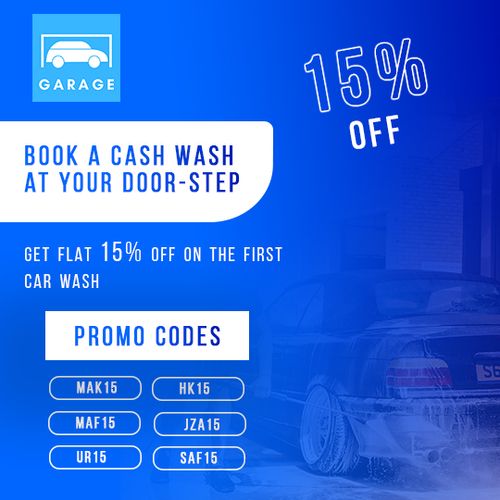 GARAGE
15%
OFF
BOOK A CASH WASH
AT YOUR DOOR-STEP
GET FLAT 15% OFF ON THE FIRST
CAR WASH
PROMO CODES
MAK15 HK15
MAF15 JZA15
UR15 SAF15